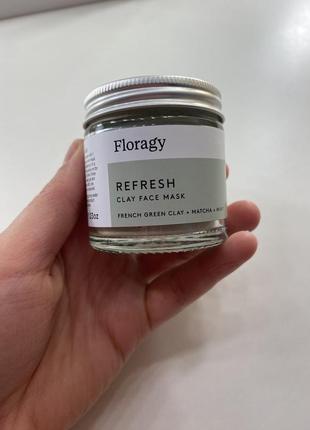 Floragy
REFRESH
CLAY FACE MASK
FRENCH GREEN CLAY + MATCHA +